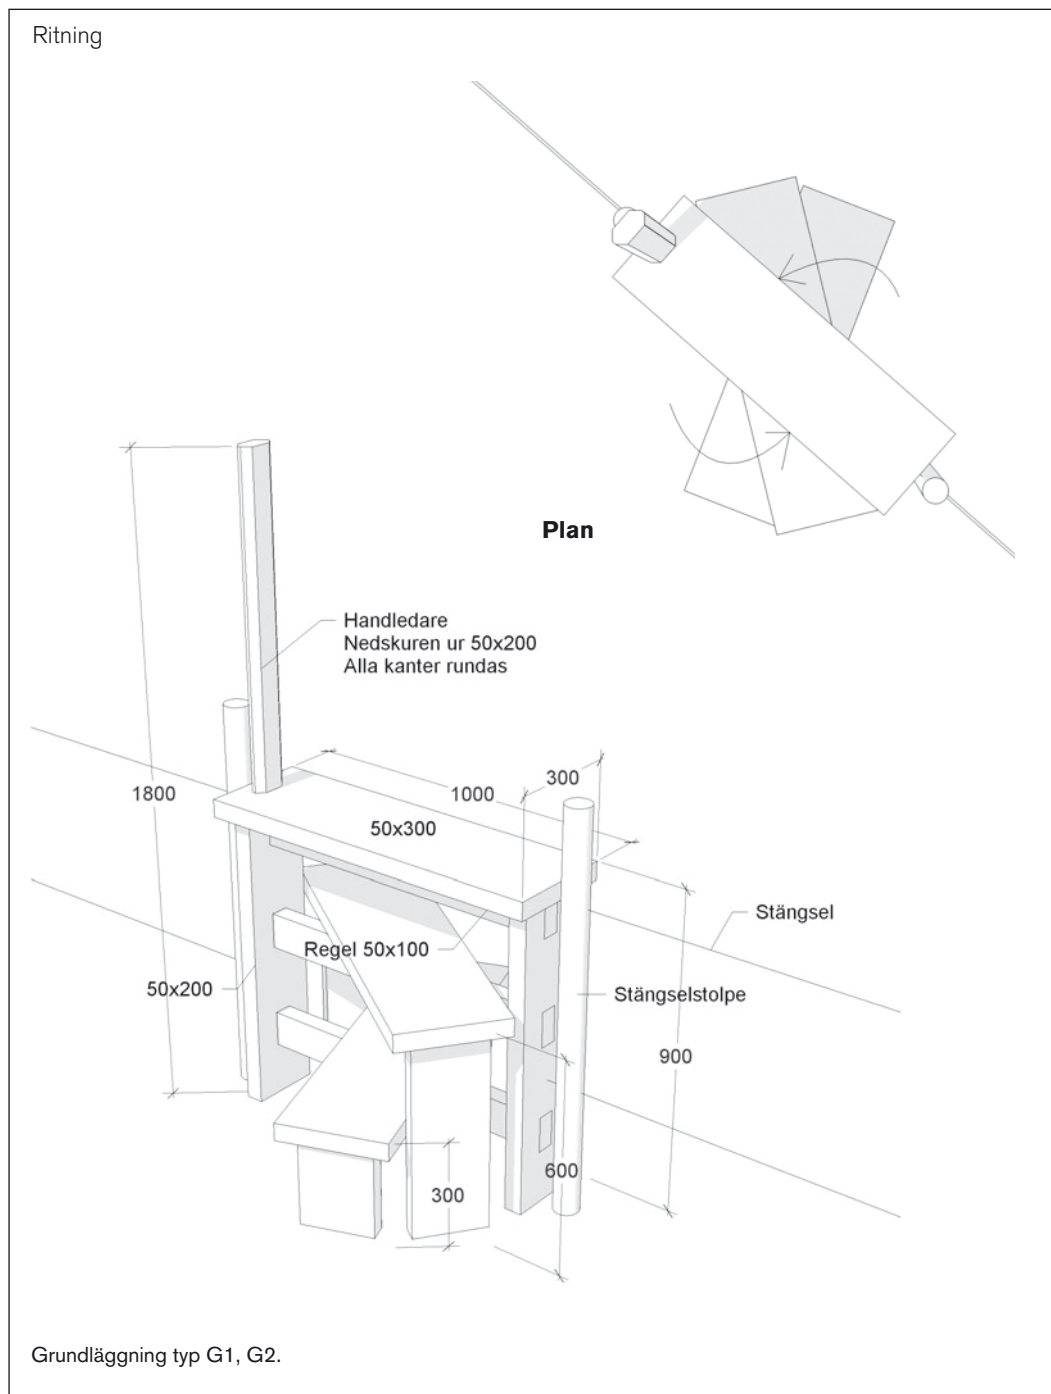 Ritning
Plan
Handledare
Nedskuren ur 50x200
Alla kanter rundas
1800
1000
300
50x300
Stängsel
Regel 50x100
50x200
Stängselstolpe
900
600
300
Grundläggning typ G1, G2.